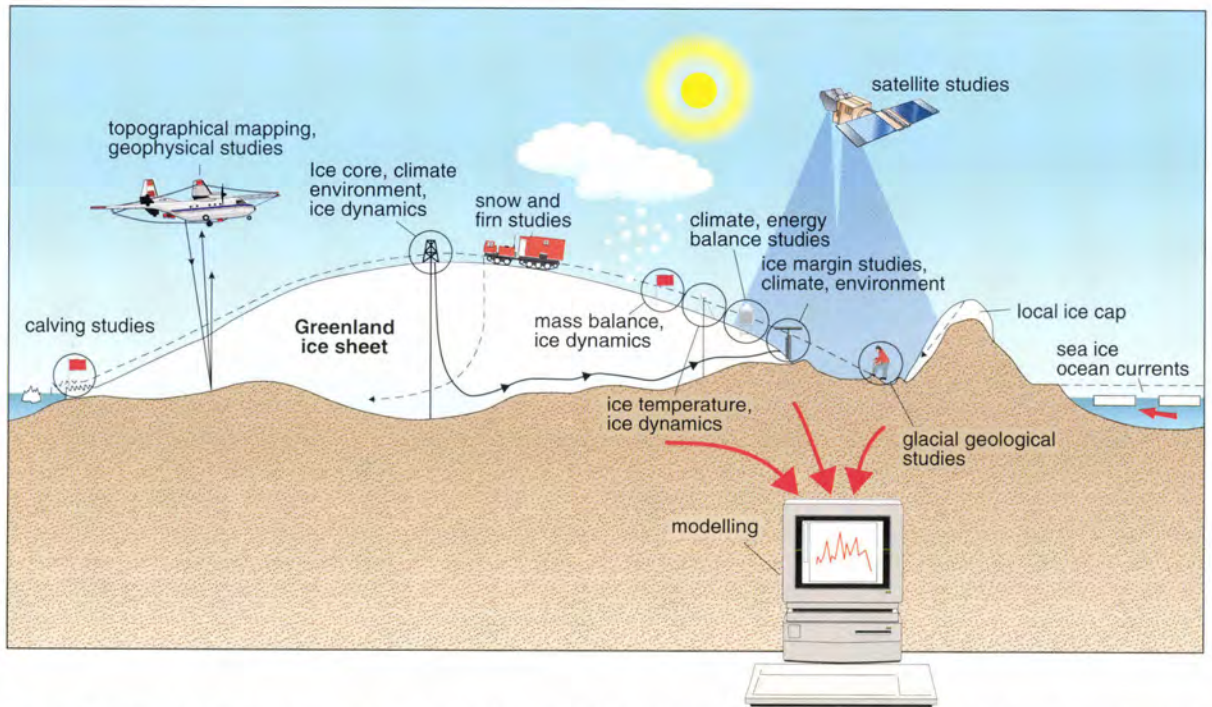 satellite studies
topographical mapping,
geophysical studies
Ice core, climate
environment,
ice dynamics
snow and
firn studies
climate, energy
balance studies
ice margin studies,
climate, environment
calving studies
Greenland
ice sheet
mass balance,
ice dynamics
local ice cap
sea ice
ocean currents
ice temperature,
ice dynamics
glacial geological
studies
modelling